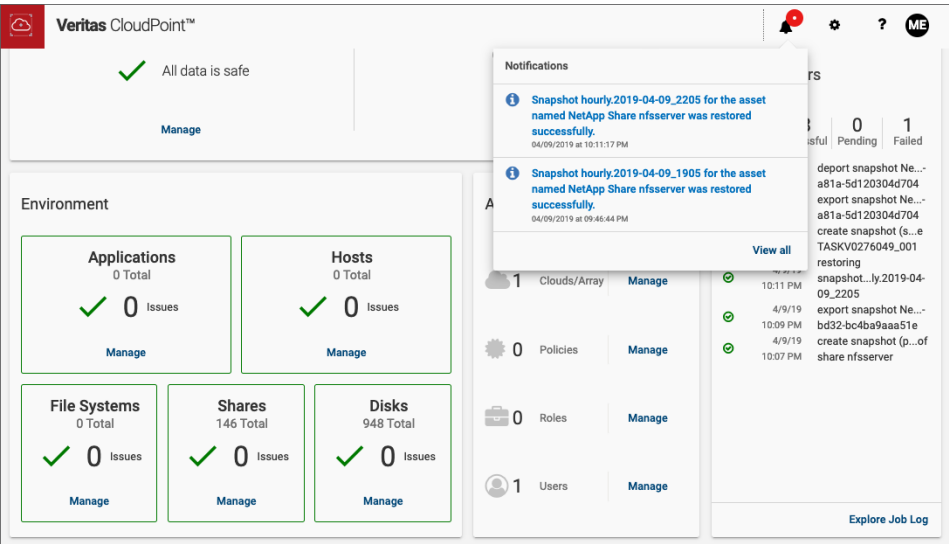 Veritas CloudPoint™
?
ME
All data is safe
Manage
Notifications
Snapshot hourly.2019-04-09_2205 for the asset
named NetApp Share nfsserver was restored
successfully.
04/09/2019 at 10:11:17 PM
Snapshot hourly.2019-04-09_1905 for the asset
named NetApp Share nfsserver was restored
successfully.
04/09/2019 at 09:46:44 PM
View all
0
Pending
1
Failed
Environment
Applications
0 Total
0 Issues
Manage
Hosts
0 Total
0 Issues
Manage
File Systems
0 Total
0 Issues
Manage
Shares
146 Total
0 Issues
Manage
Disks
948 Total
0 Issues
Manage
1 Clouds/Array Manage
0 Policies Manage
0 Roles Manage
1 Users Manage
deport snapshot Ne...-
a81a-5d120304d704
export snapshot Ne...-
a81a-5d120304d704
create snapshot (s...e
TASKV0276049_001
restoring
10:11 PM snapshot...ly.2019-04-
09_2205
4/9/19 export snapshot Ne...-
10:09 PM bd32-bc4ba9aaa51e
4/9/19 create snapshot (p...of
10:07 PM share nfsserver
Explore Job Log